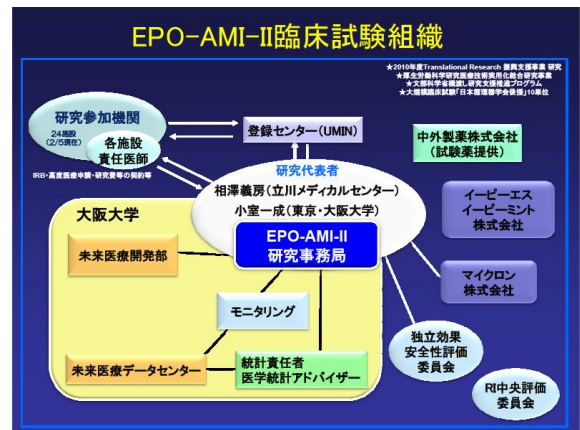 EPO-AMI-II臨床試験組織
★2010年度Translational Research 振興支援事業 研究
★厚生労働科学研究医療技術実用化総合研究事業
★文部科学省橋渡し研究支援推進プログラム
★大規模臨床試験「日本循環器学会後援」10単位
研究参加機関
24施設
(2/5現在)
各施設
責任医師
登録センター(UMIN)
中外製薬株式会社
(試験薬提供)
IRB・高度医療申請・研究費等の契約等
研究代表者
相澤義房(立川メディカルセンター)
小室一成(東京・大阪大学)
EPO-AMI-II
研究事務局
イーピーエス
イーピーミント
株式会社
大阪大学
未来医療開発部
マイクロン
株式会社
モニタリング
独立効果
安全性評価
委員会
未来医療データセンター
統計責任者
医学統計アドバイザー
RI中央評価
委員会